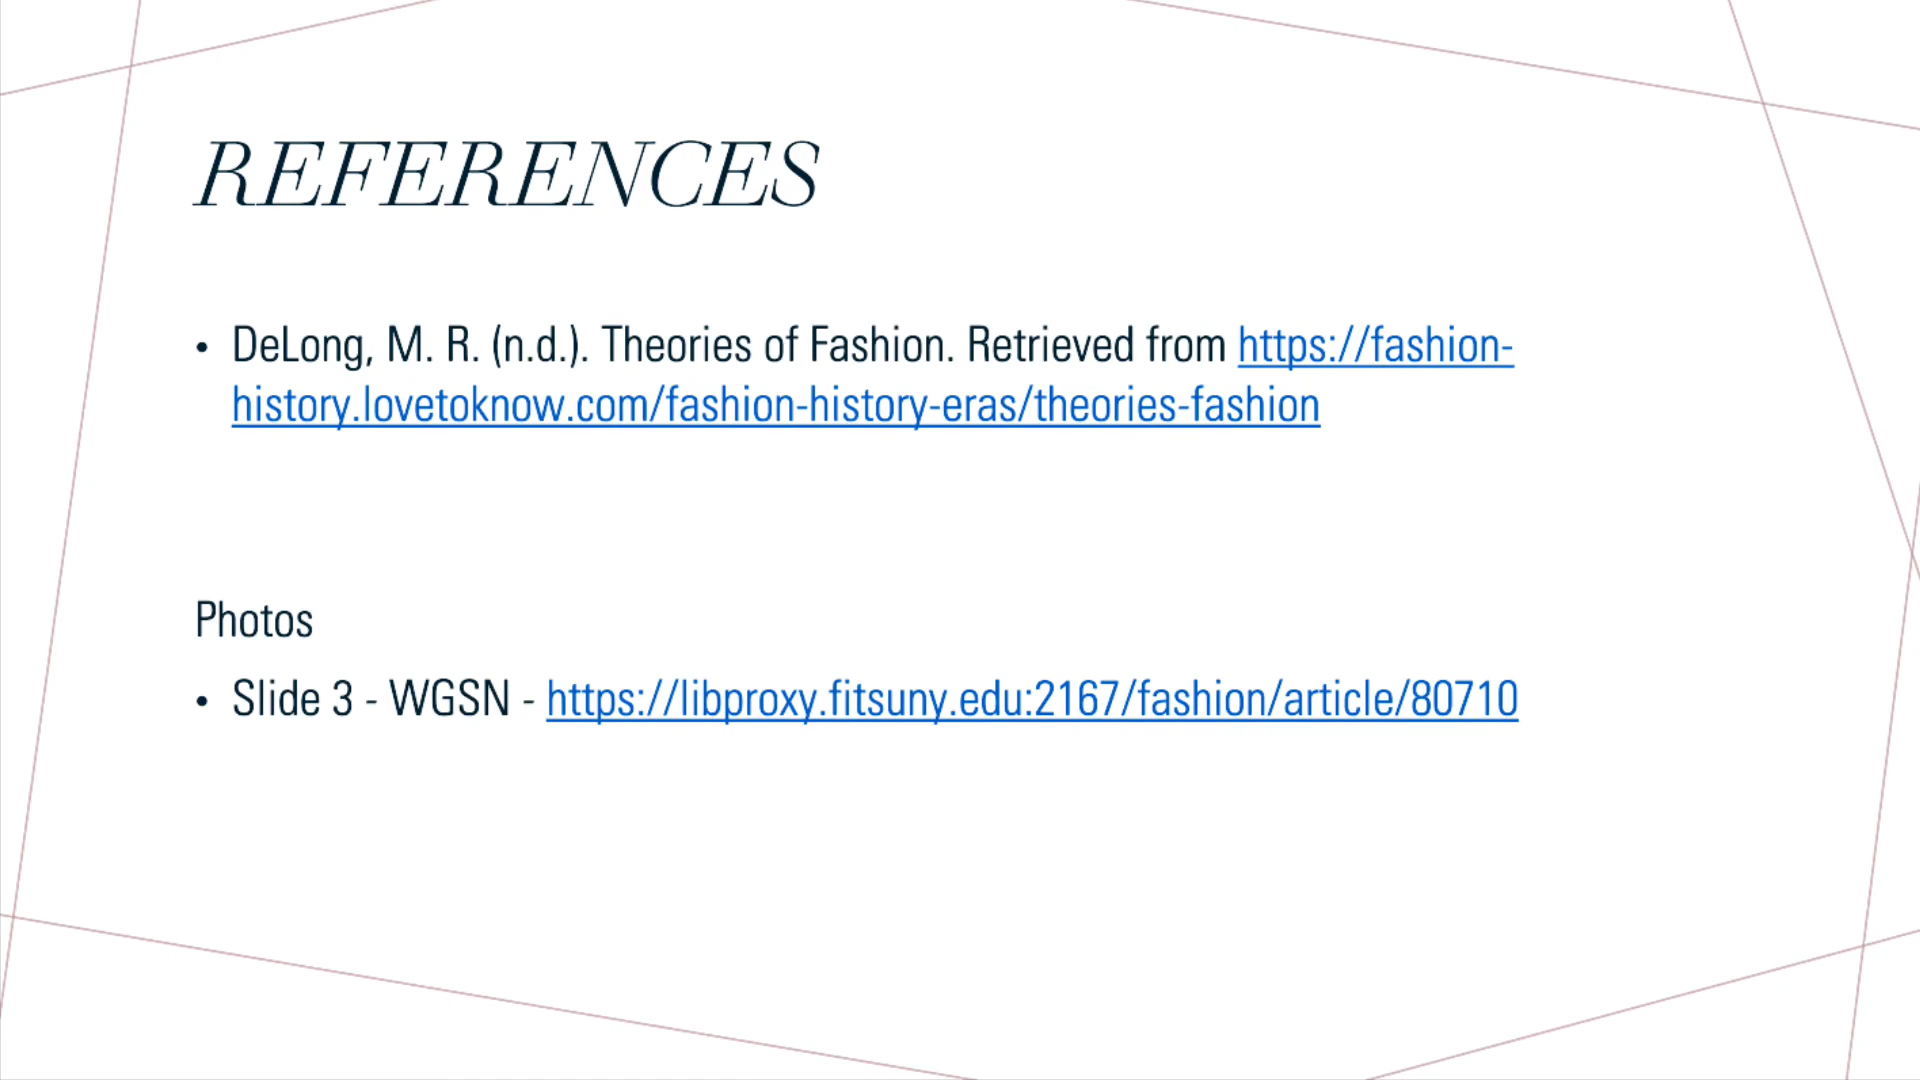 REFERENCES
• DeLong, M. R. (n.d.). Theories of Fashion. Retrieved from https://fashion-
history.lovetoknow.com/fashion-history-eras/theories-fashion
Photos
• Slide 3 - WGSN - https://libproxy.fitsuny.edu:2167/fashion/article/80710